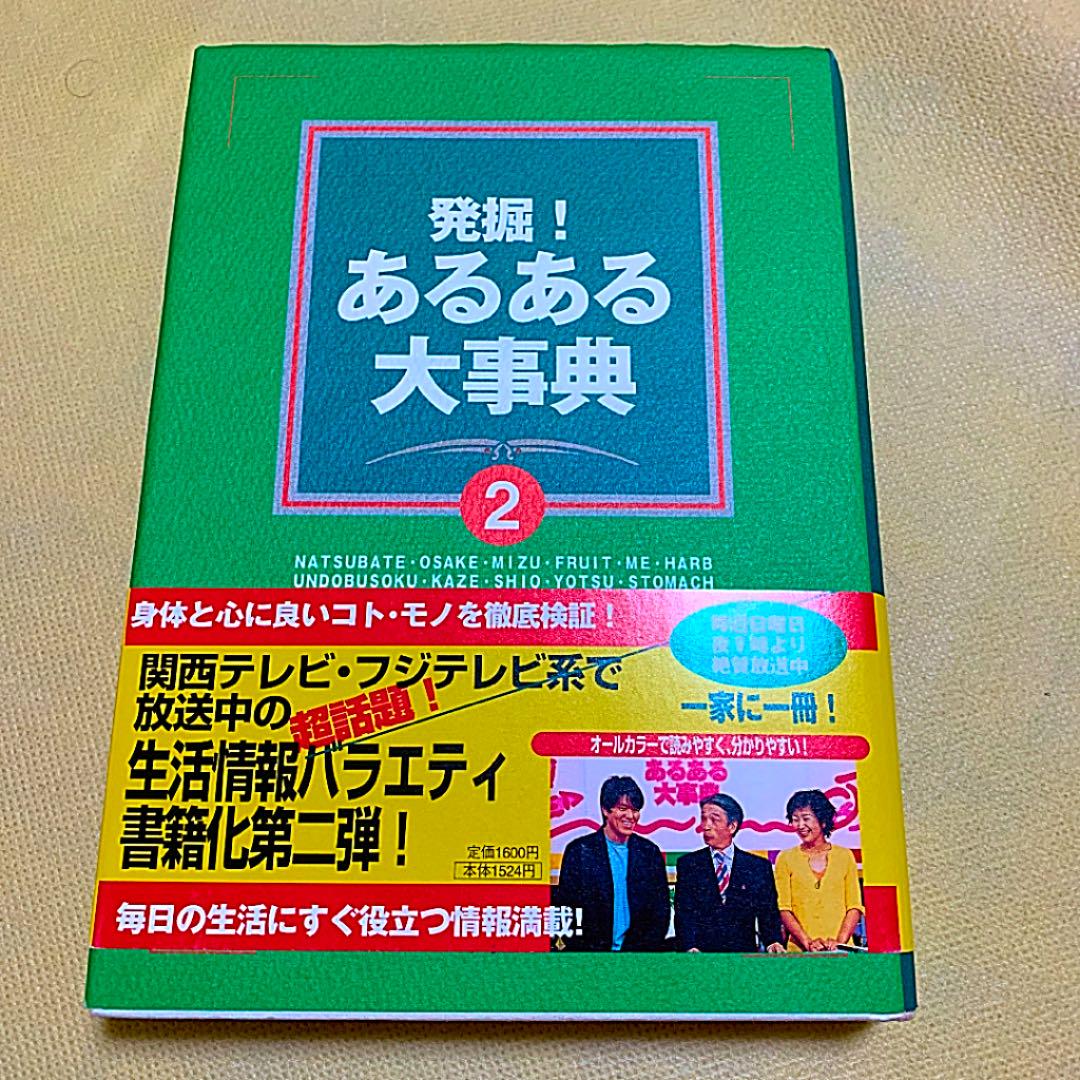 発掘!
あるある
大事典
2
NATSUBATE・OSAKE・MIZU・FRUIT・ME・HARB
UNDOBUSOKU・KAZE・SHIO・YOTSU・STOMACH
身体と心に良いコト・モノを徹底検証!
毎週日曜日
夜9時より
絶賛放送中
関西テレビ・フジテレビ系で
放送中の
超話題!
生活情報バラエティ
書籍化第二弾!
一家に一冊!
定価1600円
本体1524円
オールカラーで読みやすく、分かりやすい!
あるある
大事典
毎日の生活にすぐ役立つ情報満載!